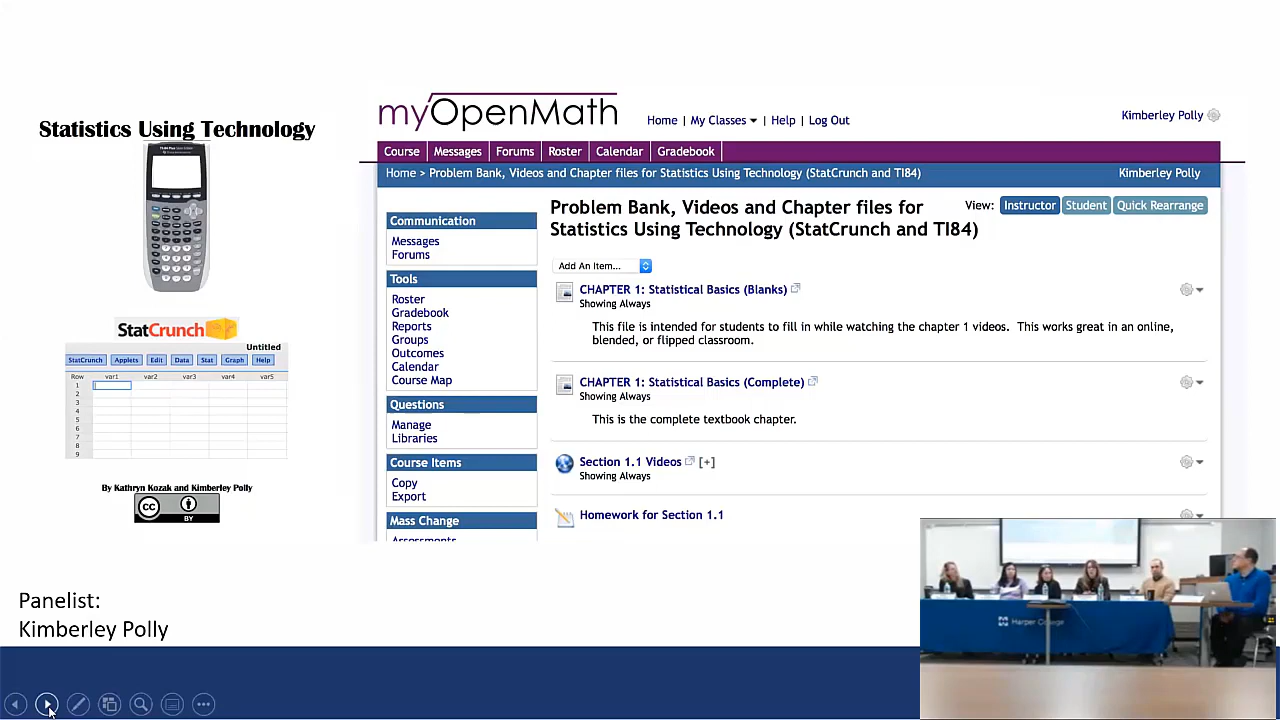 Statistics Using Technology
StatCrunch
Untitled
StatCrunch Applets Edit Data Stat Graph Help
Row var1 var2 var3 var4 var5
1
2
3
4
5
6
7
8
9
By Kathryn Kozak and Kimberley Polly
CC
BY
myOpenMath
Home | My Classes | Help | Log Out
Kimberley Polly
Course Messages Forums Roster Calendar Gradebook
Home > Problem Bank, Videos and Chapter files for Statistics Using Technology (StatCrunch and TI84)
Kimberley Polly
Communication
Messages
Forums
Tools
Roster
Gradebook
Reports
Groups
Outcomes
Calendar
Course Map
Questions
Manage
Libraries
Course Items
Copy
Export
Mass Change
Assessments
Problem Bank, Videos and Chapter files for
Statistics Using Technology (StatCrunch and TI84)
View: Instructor Student Quick Rearrange
Add An Item...
CHAPTER 1: Statistical Basics (Blanks)
Showing Always
This file is intended for students to fill in while watching the chapter 1 videos. This works great in an online,
blended, or flipped classroom.
CHAPTER 1: Statistical Basics (Complete)
Showing Always
This is the complete textbook chapter.
Section 1.1 Videos [+]
Showing Always
Homework for Section 1.1
Harper College
Panelist:
Kimberley Polly